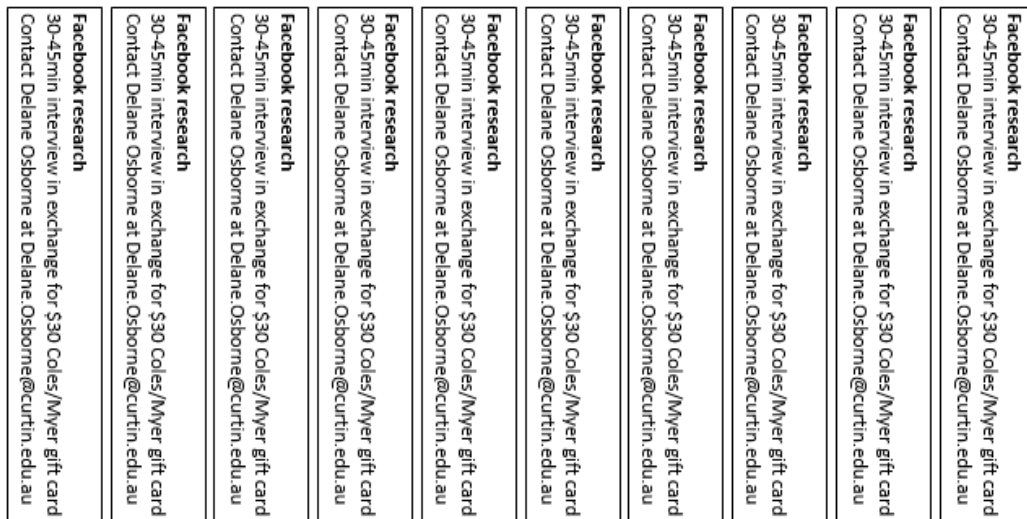 Facebook research
30-45min interview in exchange for $30 Coles/Myer gift card
Contact Delane Osborne at Delane.Osborne@curtin.edu.au
Facebook research
30-45min interview in exchange for $30 Coles/Myer gift card
Contact Delane Osborne at Delane.Osborne@curtin.edu.au
Facebook research
30-45min interview in exchange for $30 Coles/Myer gift card
Contact Delane Osborne at Delane.Osborne@curtin.edu.au
Facebook research
30-45min interview in exchange for $30 Coles/Myer gift card
Contact Delane Osborne at Delane.Osborne@curtin.edu.au
Facebook research
30-45min interview in exchange for $30 Coles/Myer gift card
Contact Delane Osborne at Delane.Osborne@curtin.edu.au
Facebook research
30-45min interview in exchange for $30 Coles/Myer gift card
Contact Delane Osborne at Delane.Osborne@curtin.edu.au
Facebook research
30-45min interview in exchange for $30 Coles/Myer gift card
Contact Delane Osborne at Delane.Osborne@curtin.edu.au
Facebook research
30-45min interview in exchange for $30 Coles/Myer gift card
Contact Delane Osborne at Delane.Osborne@curtin.edu.au
Facebook research
30-45min interview in exchange for $30 Coles/Myer gift card
Contact Delane Osborne at Delane.Osborne@curtin.edu.au
Facebook research
30-45min interview in exchange for $30 Coles/Myer gift card
Contact Delane Osborne at Delane.Osborne@curtin.edu.au